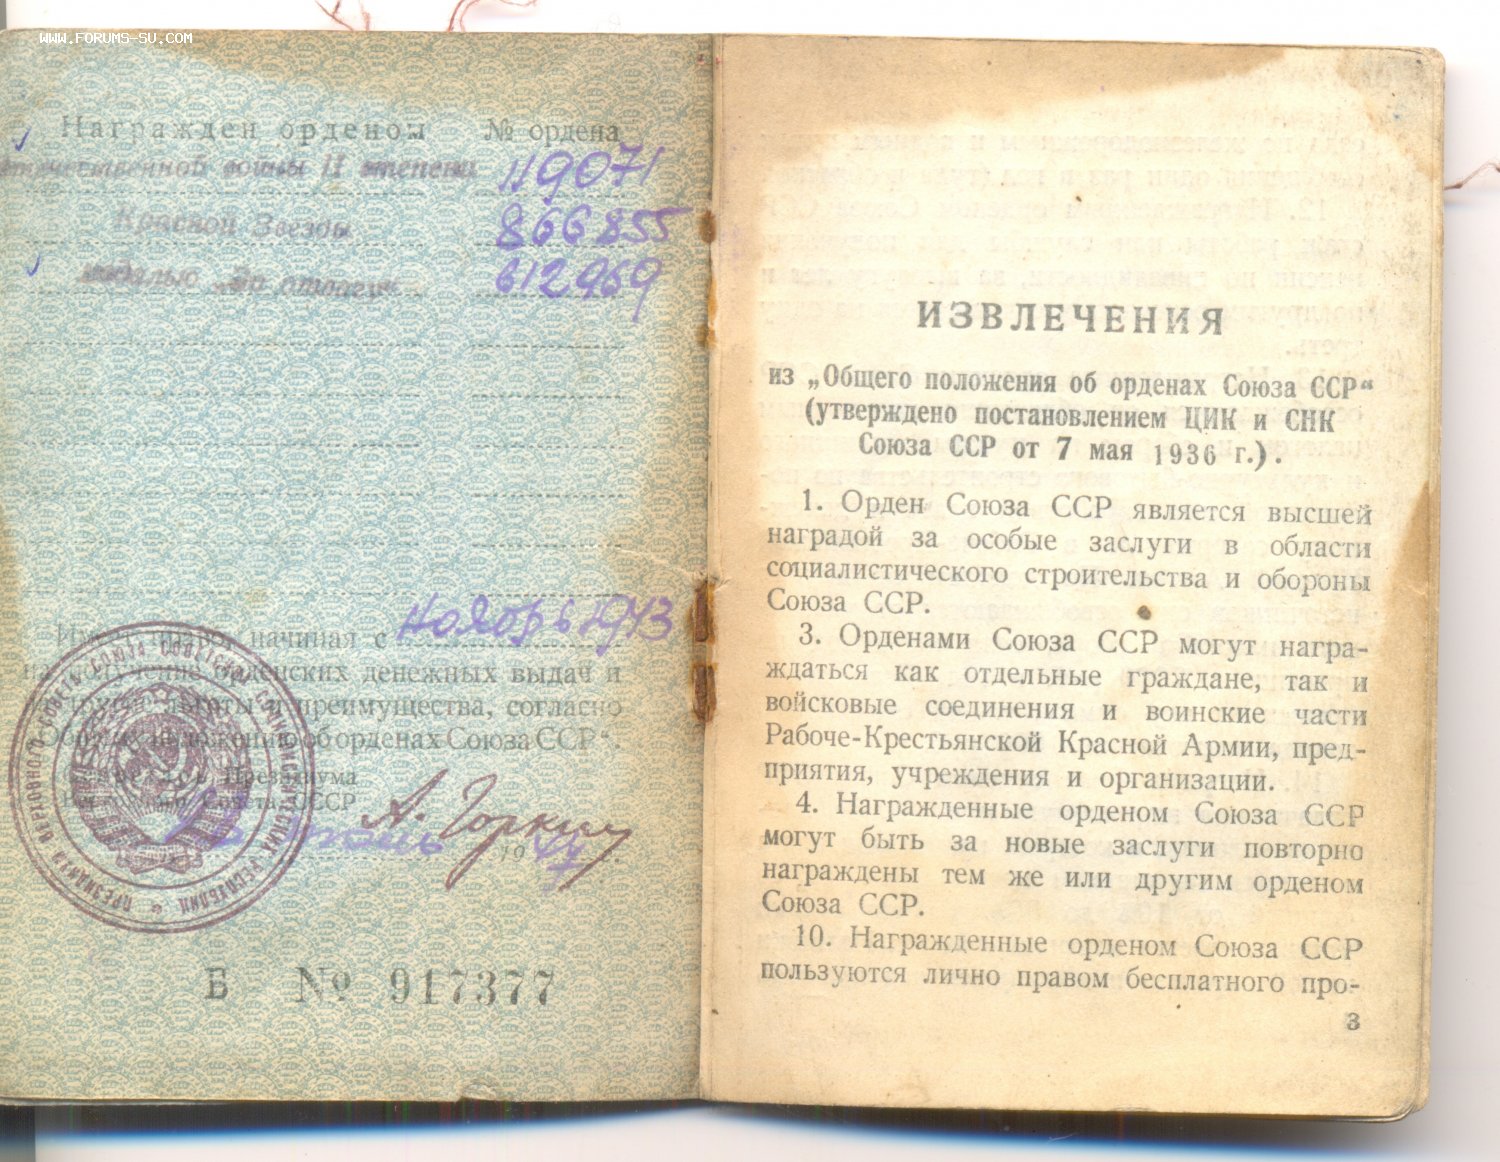 www.FORUMS-SU.COM
Награжден орденом № ордена
Отечественной войны II степени 119071
Красной Звезды 866855
медалью „За отвагу“ 612969
Имеет право, начиная с Ноября 1943
на получение орденских денежных выдач и
другие льготы и преимущества, согласно
„Общему положению об орденах Союза ССР“.
Секретарь Президиума
Верховного Совета СССР А. Горкин
19
Б № 917377
ИЗВЛЕЧЕНИЯ
из „Общего положения об орденах Союза ССР“
(утверждено постановлением ЦИК и СНК
Союза ССР от 7 мая 1936 г.).
1. Орден Союза ССР является высшей
наградой за особые заслуги в области
социалистического строительства и обороны
Союза ССР.
3. Орденами Союза ССР могут награ-
ждаться как отдельные граждане, так и
войсковые соединения и воинские части
Рабоче-Крестьянской Красной Армии, пред-
приятия, учреждения и организации.
4. Награжденные орденом Союза ССР
могут быть за новые заслуги повторно
награждены тем же или другим орденом
Союза ССР.
10. Награжденные орденом Союза ССР
пользуются лично правом бесплатного про-
3